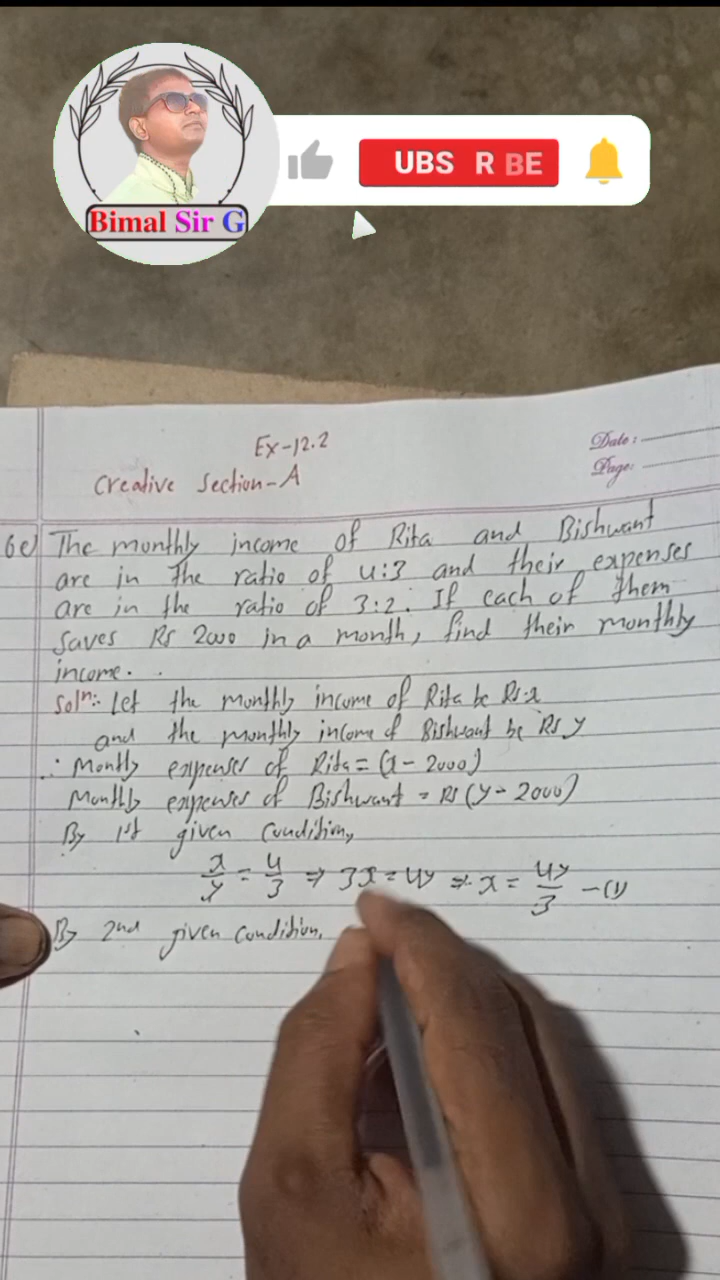 UBS R BE
Bimal Sir G
Ex-12.2
Date:
Creative Section-A
Page:
6e) The monthly income of Rita and Bishwant
are in the ratio of 4:3 and their expenses
are in the ratio of 3:2. If each of them
saves Rs 2000 in a month, find their monthly
income.
Solⁿ:- Let the monthly income of Rita be Rs.x
and the monthly income of Bishwant be Rs y
∴ Montly expenses of Rita = (x - 2000)
Monthly expenses of Bishwant = Rs (y - 2000)
By 1st given Condition,
x/y = 4/3 ⇒ 3x = 4y ⇒ x = 4y/3 - (1)
By 2nd given Condition,